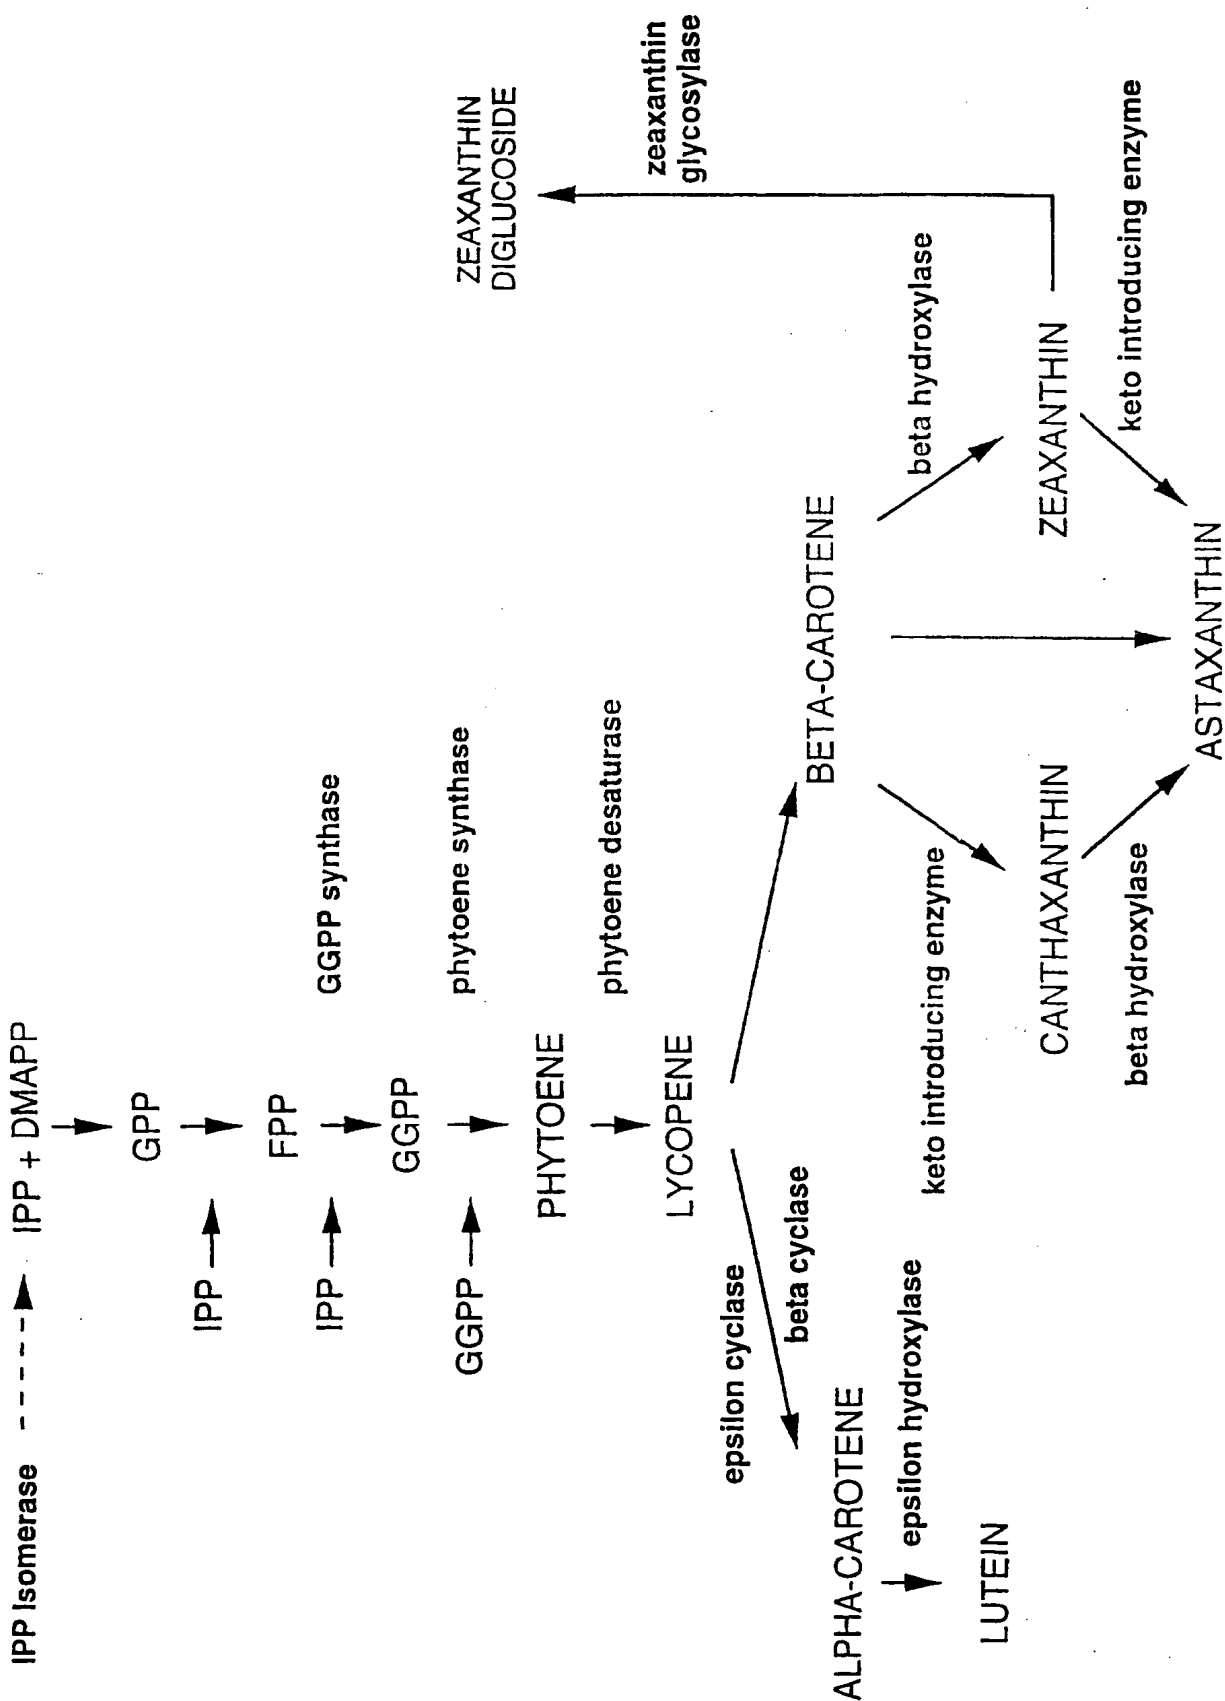 IPP Isomerase
IPP + DMAPP
GPP
IPP
FPP
IPP
GGPP synthase
GGPP
GGPP
phytoene synthase
PHYTOENE
phytoene desaturase
LYCOPENE
epsilon cyclase
beta cyclase
ALPHA-CAROTENE
epsilon hydroxylase
LUTEIN
BETA-CAROTENE
keto introducing enzyme
CANTHAXANTHIN
beta hydroxylase
beta hydroxylase
ZEAXANTHIN
keto introducing enzyme
ASTAXANTHIN
zeaxanthin
glycosylase
ZEAXANTHIN
DIGLUCOSIDE